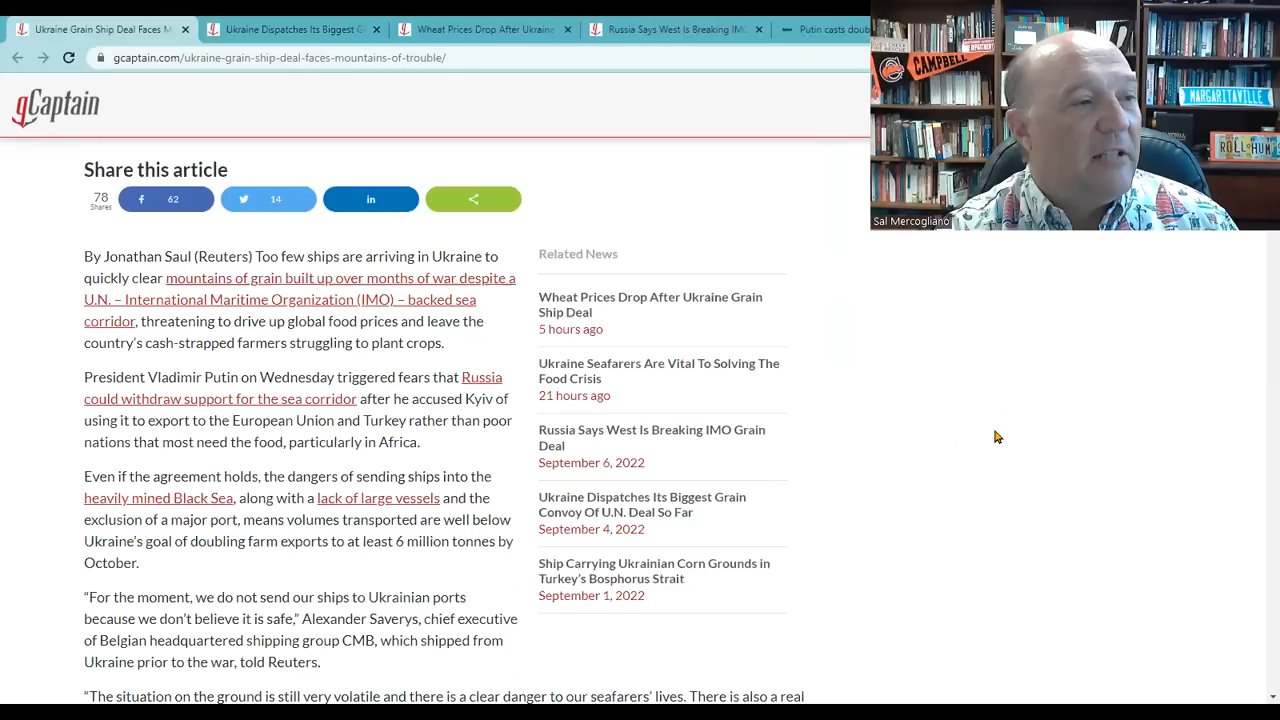 Ukraine Grain Ship Deal Faces M
Ukraine Dispatches Its Biggest G
Wheat Prices Drop After Ukraine
Russia Says West Is Breaking IMO
Putin casts doub
gcaptain.com/ukraine-grain-ship-deal-faces-mountains-of-trouble/
gCaptain
CAMPBELL
MARGARITAVILLE
ROLL HUM
Sal Mercogliano
Share this article
78
Shares
62
14
in
By Jonathan Saul (Reuters) Too few ships are arriving in Ukraine to
quickly clear mountains of grain built up over months of war despite a
U.N. – International Maritime Organization (IMO) – backed sea
corridor, threatening to drive up global food prices and leave the
country’s cash-strapped farmers struggling to plant crops.
President Vladimir Putin on Wednesday triggered fears that Russia
could withdraw support for the sea corridor after he accused Kyiv of
using it to export to the European Union and Turkey rather than poor
nations that most need the food, particularly in Africa.
Even if the agreement holds, the dangers of sending ships into the
heavily mined Black Sea, along with a lack of large vessels and the
exclusion of a major port, means volumes transported are well below
Ukraine’s goal of doubling farm exports to at least 6 million tonnes by
October.
“For the moment, we do not send our ships to Ukrainian ports
because we don’t believe it is safe,” Alexander Saverys, chief executive
of Belgian headquartered shipping group CMB, which shipped from
Ukraine prior to the war, told Reuters.
“The situation on the ground is still very volatile and there is a clear danger to our seafarers’ lives. There is also a real
Related News
Wheat Prices Drop After Ukraine Grain
Ship Deal
5 hours ago
Ukraine Seafarers Are Vital To Solving The
Food Crisis
21 hours ago
Russia Says West Is Breaking IMO Grain
Deal
September 6, 2022
Ukraine Dispatches Its Biggest Grain
Convoy Of U.N. Deal So Far
September 4, 2022
Ship Carrying Ukrainian Corn Grounds in
Turkey’s Bosphorus Strait
September 1, 2022